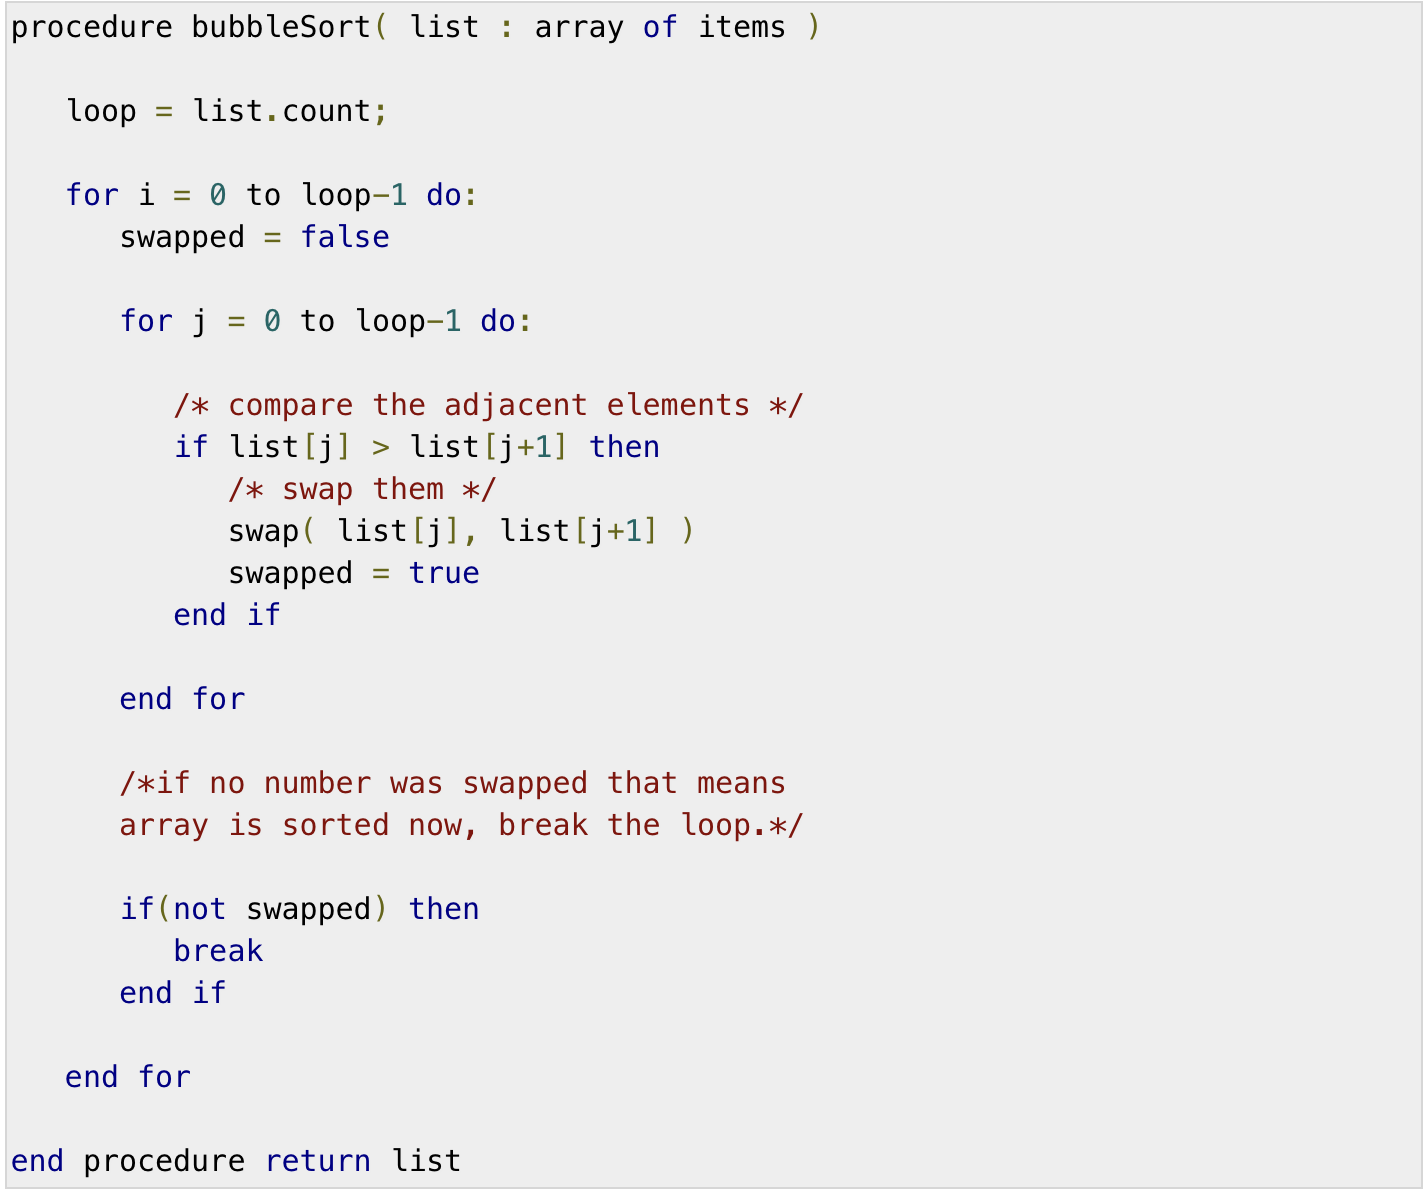 procedure bubbleSort( list : array of items )
loop = list.count;
for i = 0 to loop-1 do:
swapped = false
for j = 0 to loop-1 do:
/* compare the adjacent elements */
if list[j] > list[j+1] then
/* swap them */
swap( list[j], list[j+1] )
swapped = true
end if
end for
/*if no number was swapped that means
array is sorted now, break the loop.*/
if(not swapped) then
break
end if
end for
end procedure return list